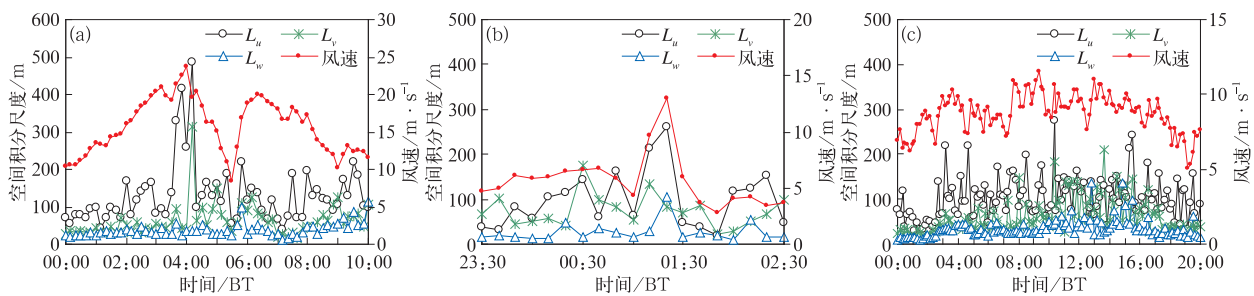 (a)
L_u
L_v
L_w
风速
空间积分尺度/m
600
500
400
300
200
100
0
30
25
20
15
10
5
0
风速/m·s⁻¹
00:00
02:00
04:00
06:00
08:00
10:00
时间/BT
(b)
L_u
L_v
L_w
风速
空间积分尺度/m
500
400
300
200
100
0
20
15
10
5
0
风速/m·s⁻¹
23:30
00:30
01:30
02:30
时间/BT
(c)
L_u
L_v
L_w
风速
空间积分尺度/m
500
400
300
200
100
0
15
10
5
0
风速/m·s⁻¹
00:00
04:00
08:00
12:00
16:00
20:00
时间/BT